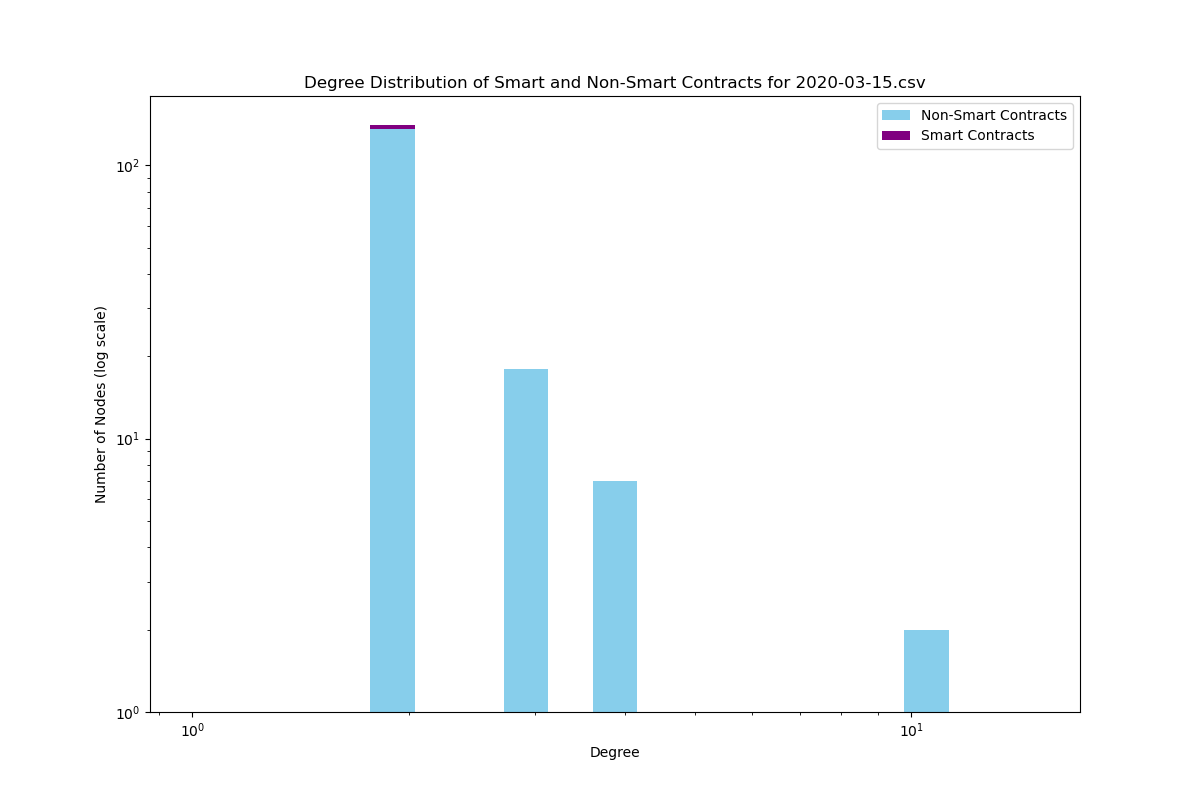 Degree Distribution of Smart and Non-Smart Contracts for 2020-03-15.csv
Non-Smart Contracts
Smart Contracts
10²
10¹
10⁰
Number of Nodes (log scale)
10⁰ 10¹
Degree